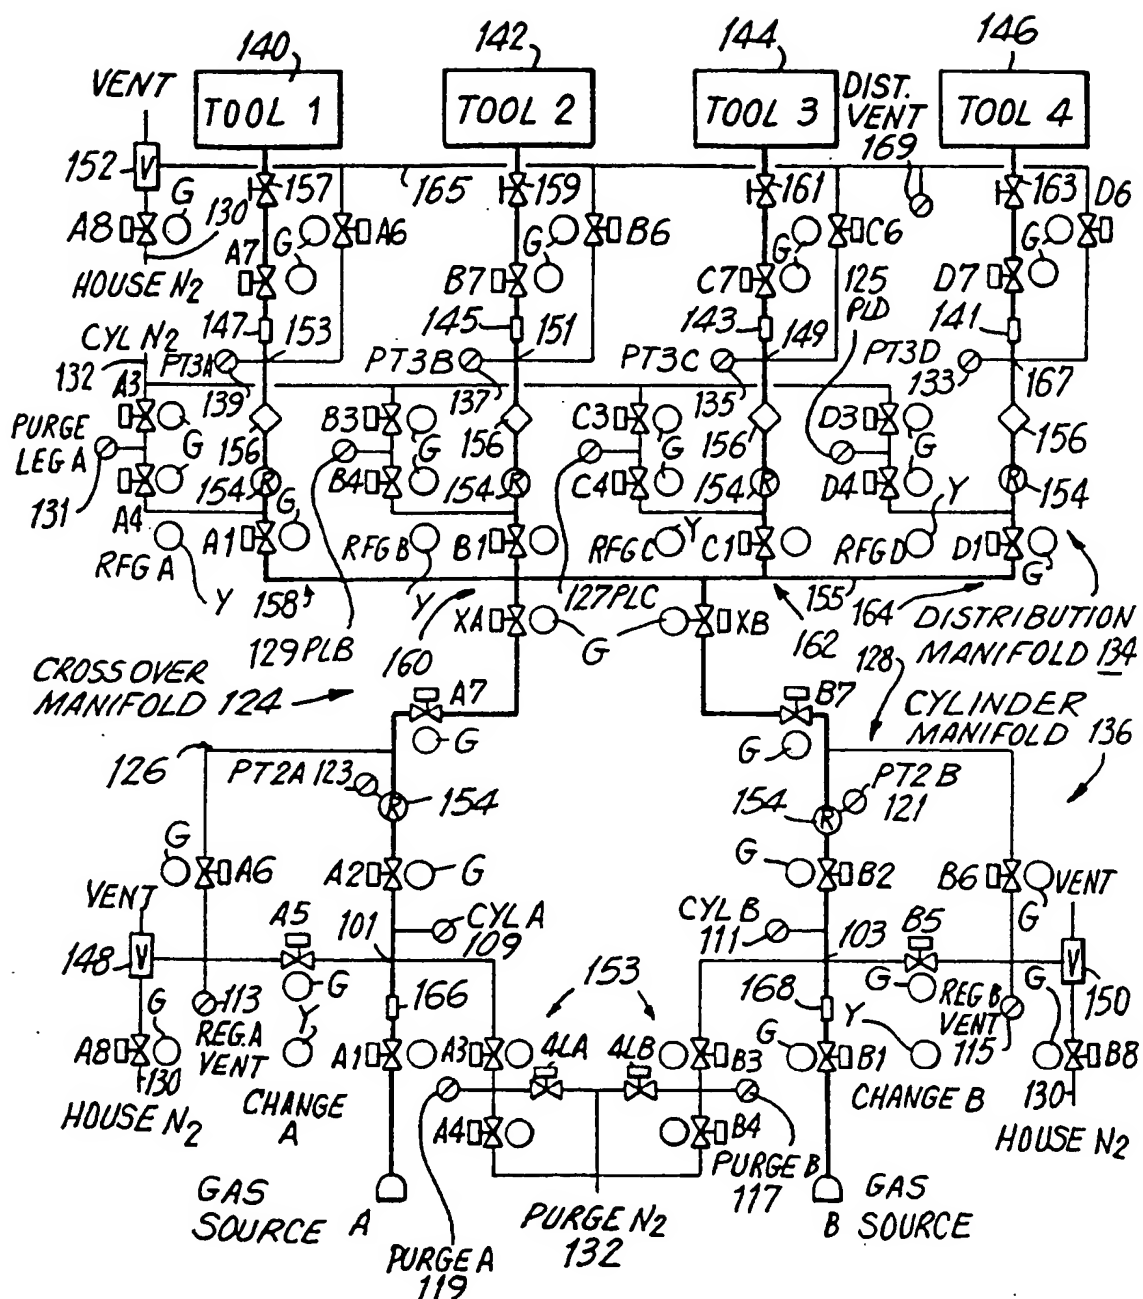 140 142 144 146
VENT
TOOL 1 TOOL 2 TOOL 3 DIST. VENT TOOL 4
152 V 169
G 157 165 159 161 163 D6
A8 130 A7 G A6 G B6 G C6 G
HOUSE N2 B7 C7 125 PLD D7
147 153 145 151 143 149 141
CYL N2
132 PT3A PT3B PT3C PT3D
A3 139 137 135 133 167
G B3 G C3 G D3 G
PURGE LEG A 156 156 156 156
131 G 154 R B4 154 R C4 154 R D4 Y R 154
A4 A1 G RFG B B1 RFG C Y C1 RFG D D1 G
RFG A
Y 158 Y 127 PLC 155 164 DISTRIBUTION
129 PLB 160 XA G XB 162 MANIFOLD 134
CROSSOVER
MANIFOLD 124 A7 B7 128
CYLINDER
MANIFOLD 136
G G
126 PT2A 123 PT2B
R 154 154 R 121
G A6 A2 G G B2 B6 G
VENT VENT
A5 101 CYL A CYL B B5
109 111 103
148 V 153 G G V 150
G 113 G 166 168 Y REG B
REG. A Y VENT
A8 VENT A1 A3 4LA 4LB B3 G B1 115 B8
130 CHANGE CHANGE B 130
HOUSE N2 A A4 B4 HOUSE N2
PURGE B
117
GAS GAS
SOURCE A PURGE N2 B SOURCE
132
PURGE A
119